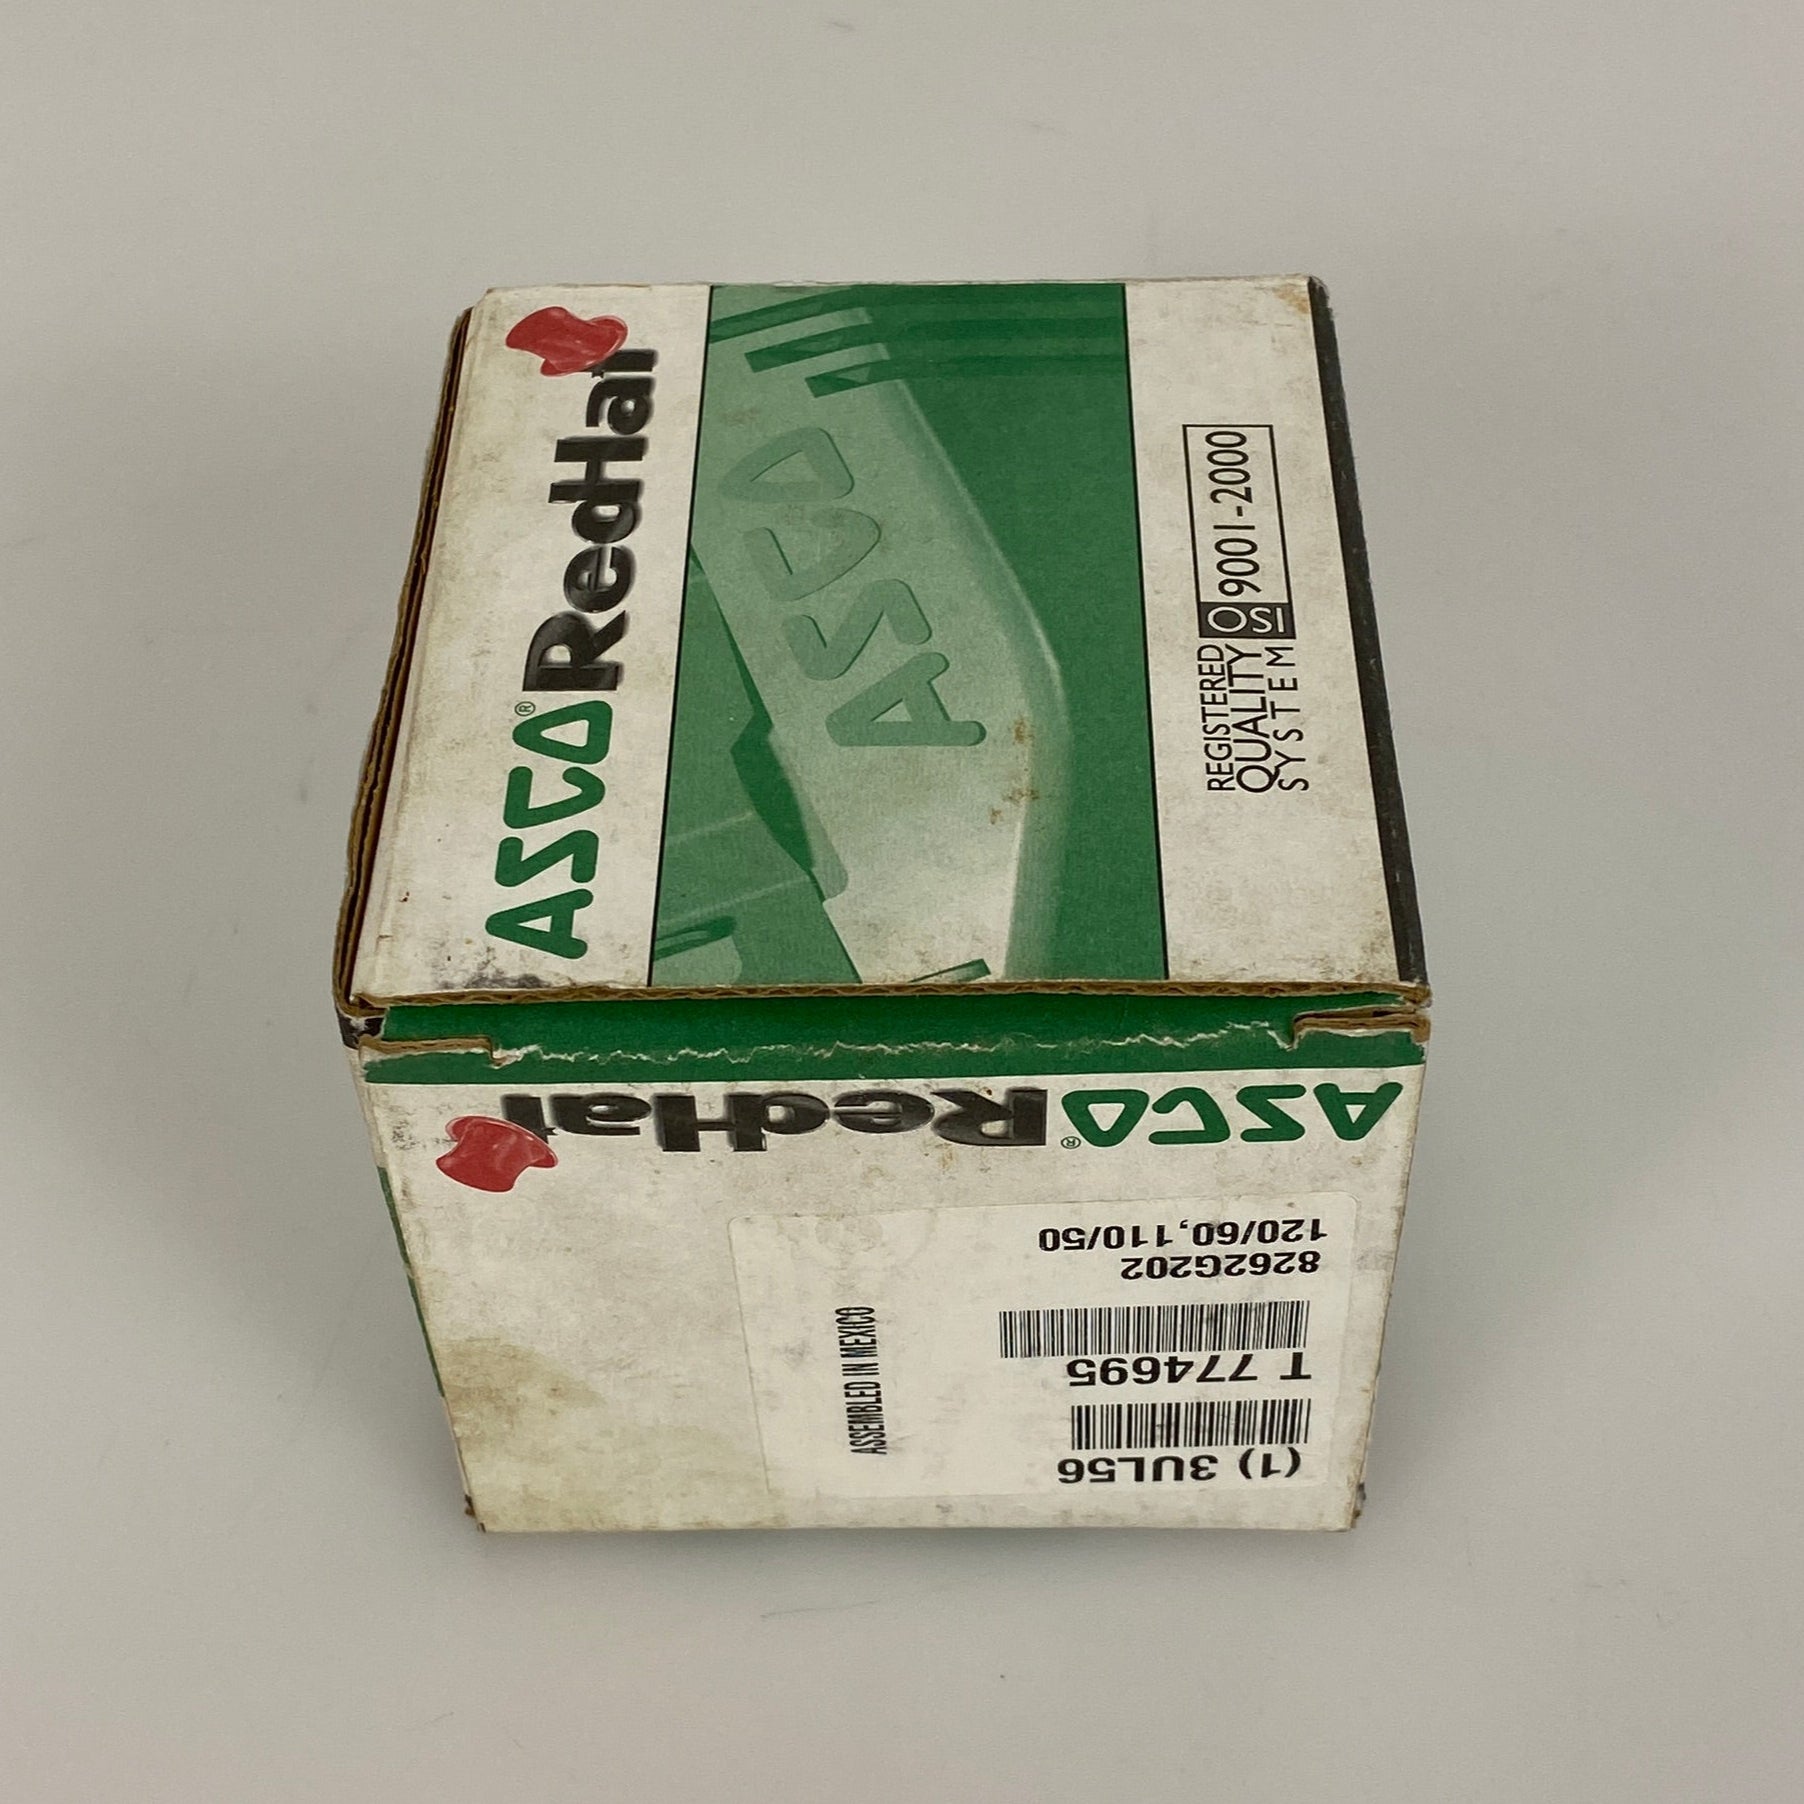 ASCO® RedHat
ASCO
REGISTERED
QUALITY
SYSTEM
ISO 9001-2000
ASCO® RedHat
120/60,110/50
8262G202
T 774695
(1) 3UL56
ASSEMBLED IN MEXICO